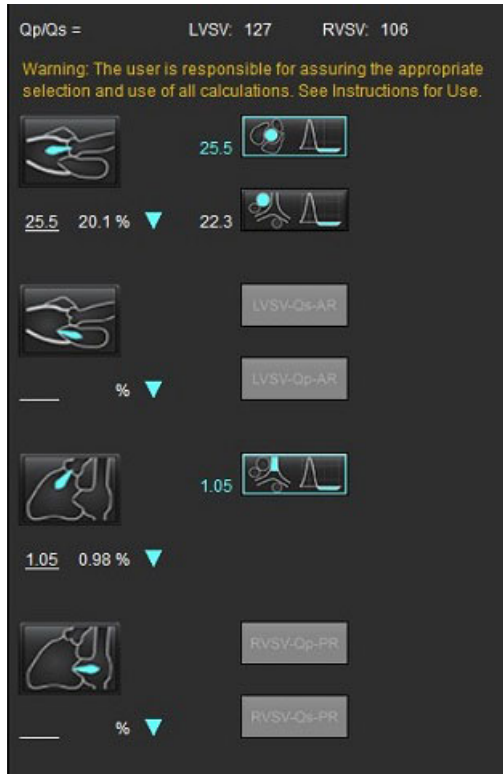 Qp/Qs = LVSV: 127 RVSV: 106
Warning: The user is responsible for assuring the appropriate
selection and use of all calculations. See Instructions for Use.
25.5
25.5 20.1 % 22.3
LVSV-Qs-AR
LVSV-Qp-AR
%
1.05
1.05 0.98 %
RVSV-Qp-PR
RVSV-Qs-PR
%